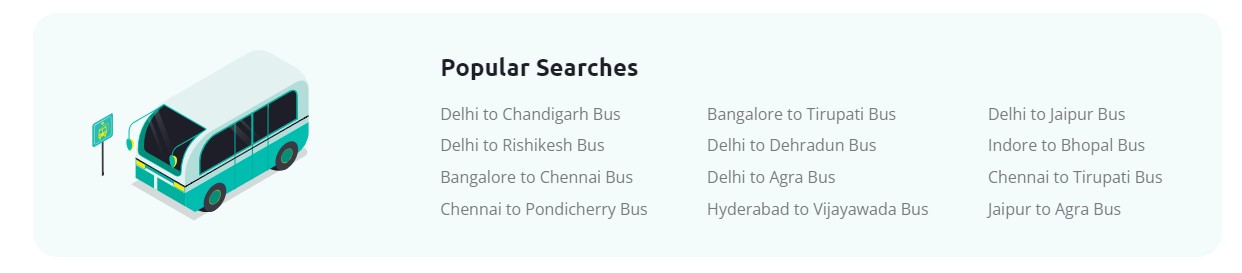 Popular Searches
Delhi to Chandigarh Bus
Bangalore to Tirupati Bus
Delhi to Jaipur Bus
Delhi to Rishikesh Bus
Delhi to Dehradun Bus
Indore to Bhopal Bus
Bangalore to Chennai Bus
Delhi to Agra Bus
Chennai to Tirupati Bus
Chennai to Pondicherry Bus
Hyderabad to Vijayawada Bus
Jaipur to Agra Bus